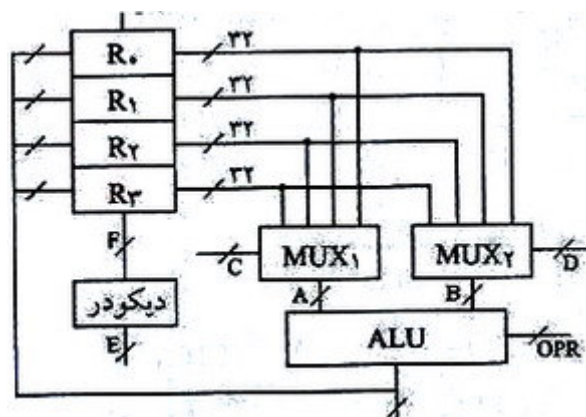 R۰ ۳۲
R۱ ۳۲
R۲ ۳۲
R۳ ۳۲
F C MUX۱ MUX۲ D
A B
دیکودر
E ALU OPR